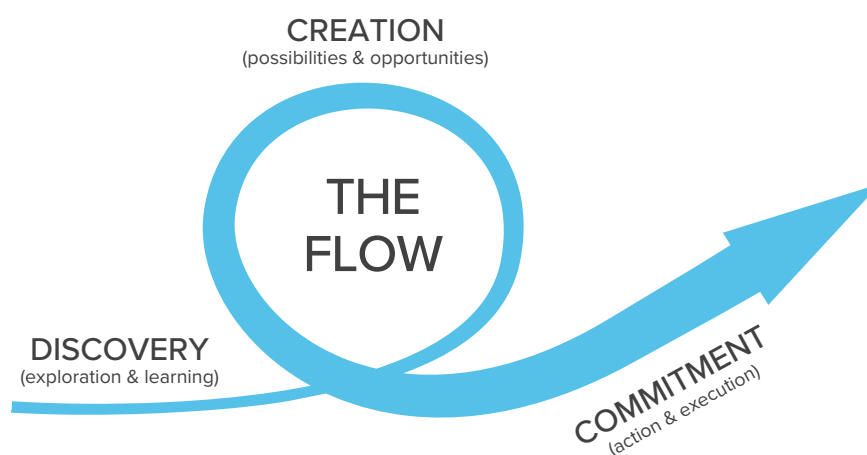 CREATION
(possibilities & opportunities)
THE
FLOW
DISCOVERY
(exploration & learning)
COMMITMENT
(action & execution)